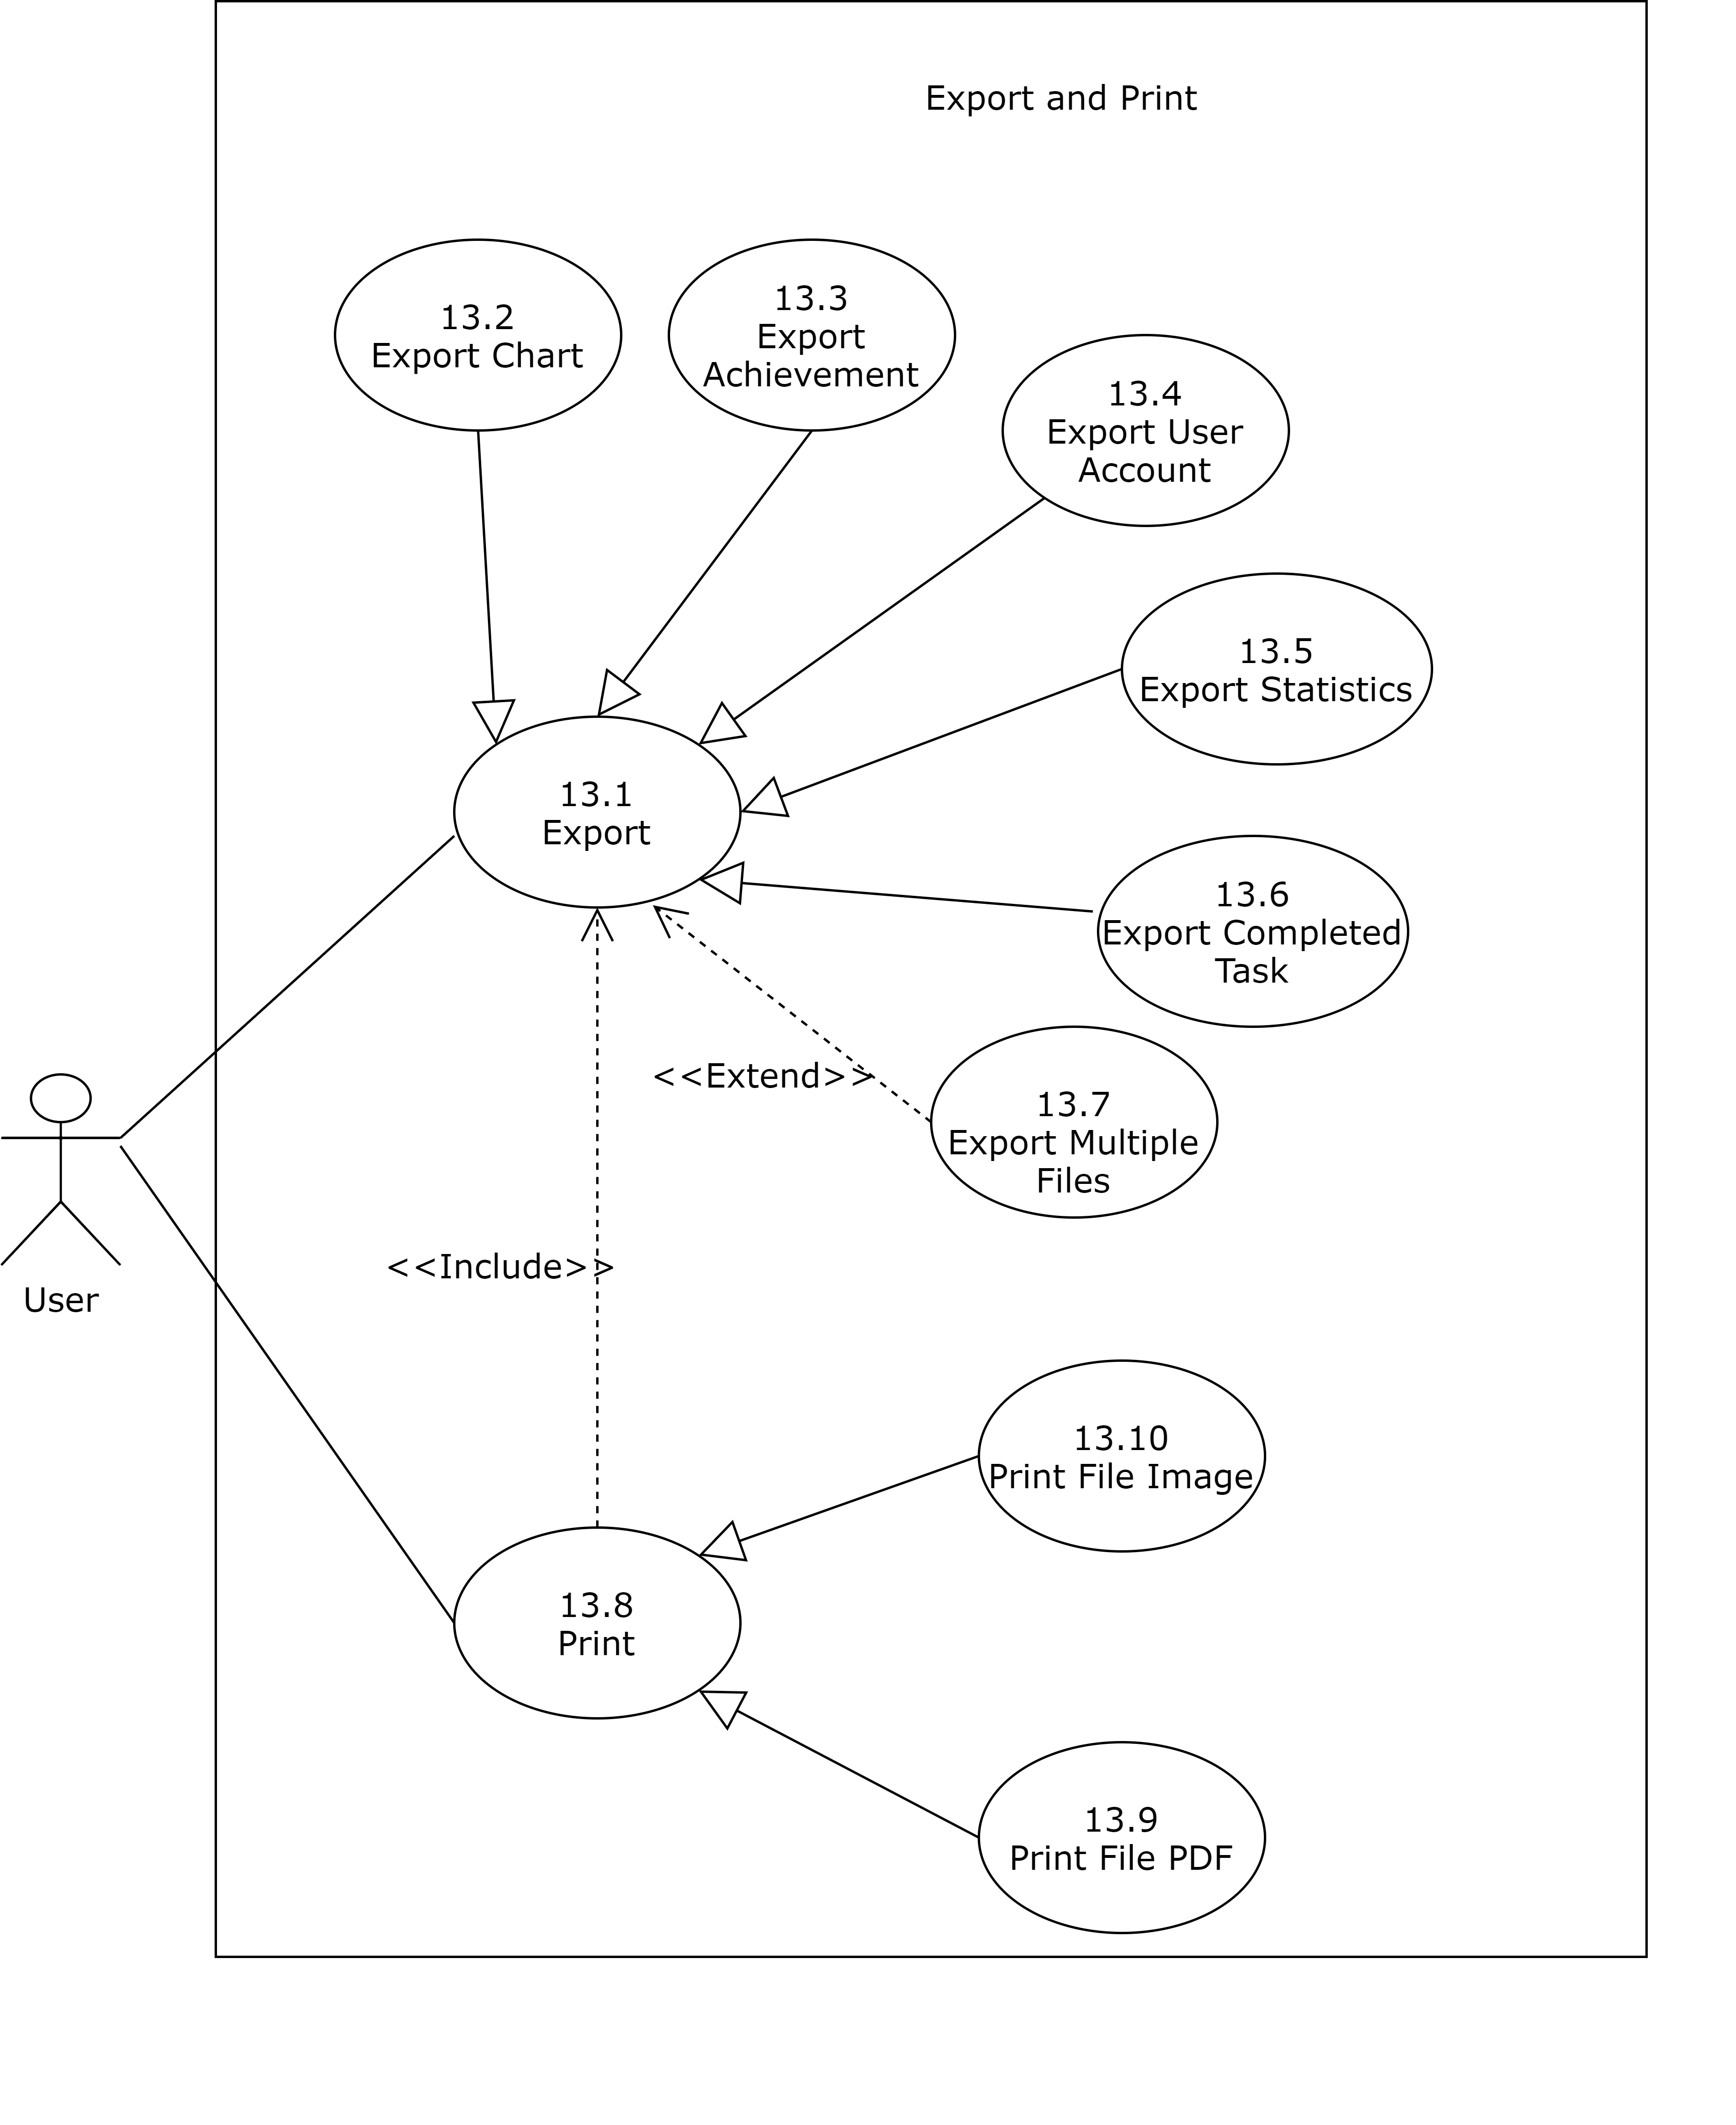 Export and Print
13.2
Export Chart
13.3
Export
Achievement
13.4
Export User
Account
13.5
Export Statistics
13.1
Export
13.6
Export Completed
Task
<<Extend>>
13.7
Export Multiple
Files
<<Include>>
User
13.10
Print File Image
13.8
Print
13.9
Print File PDF